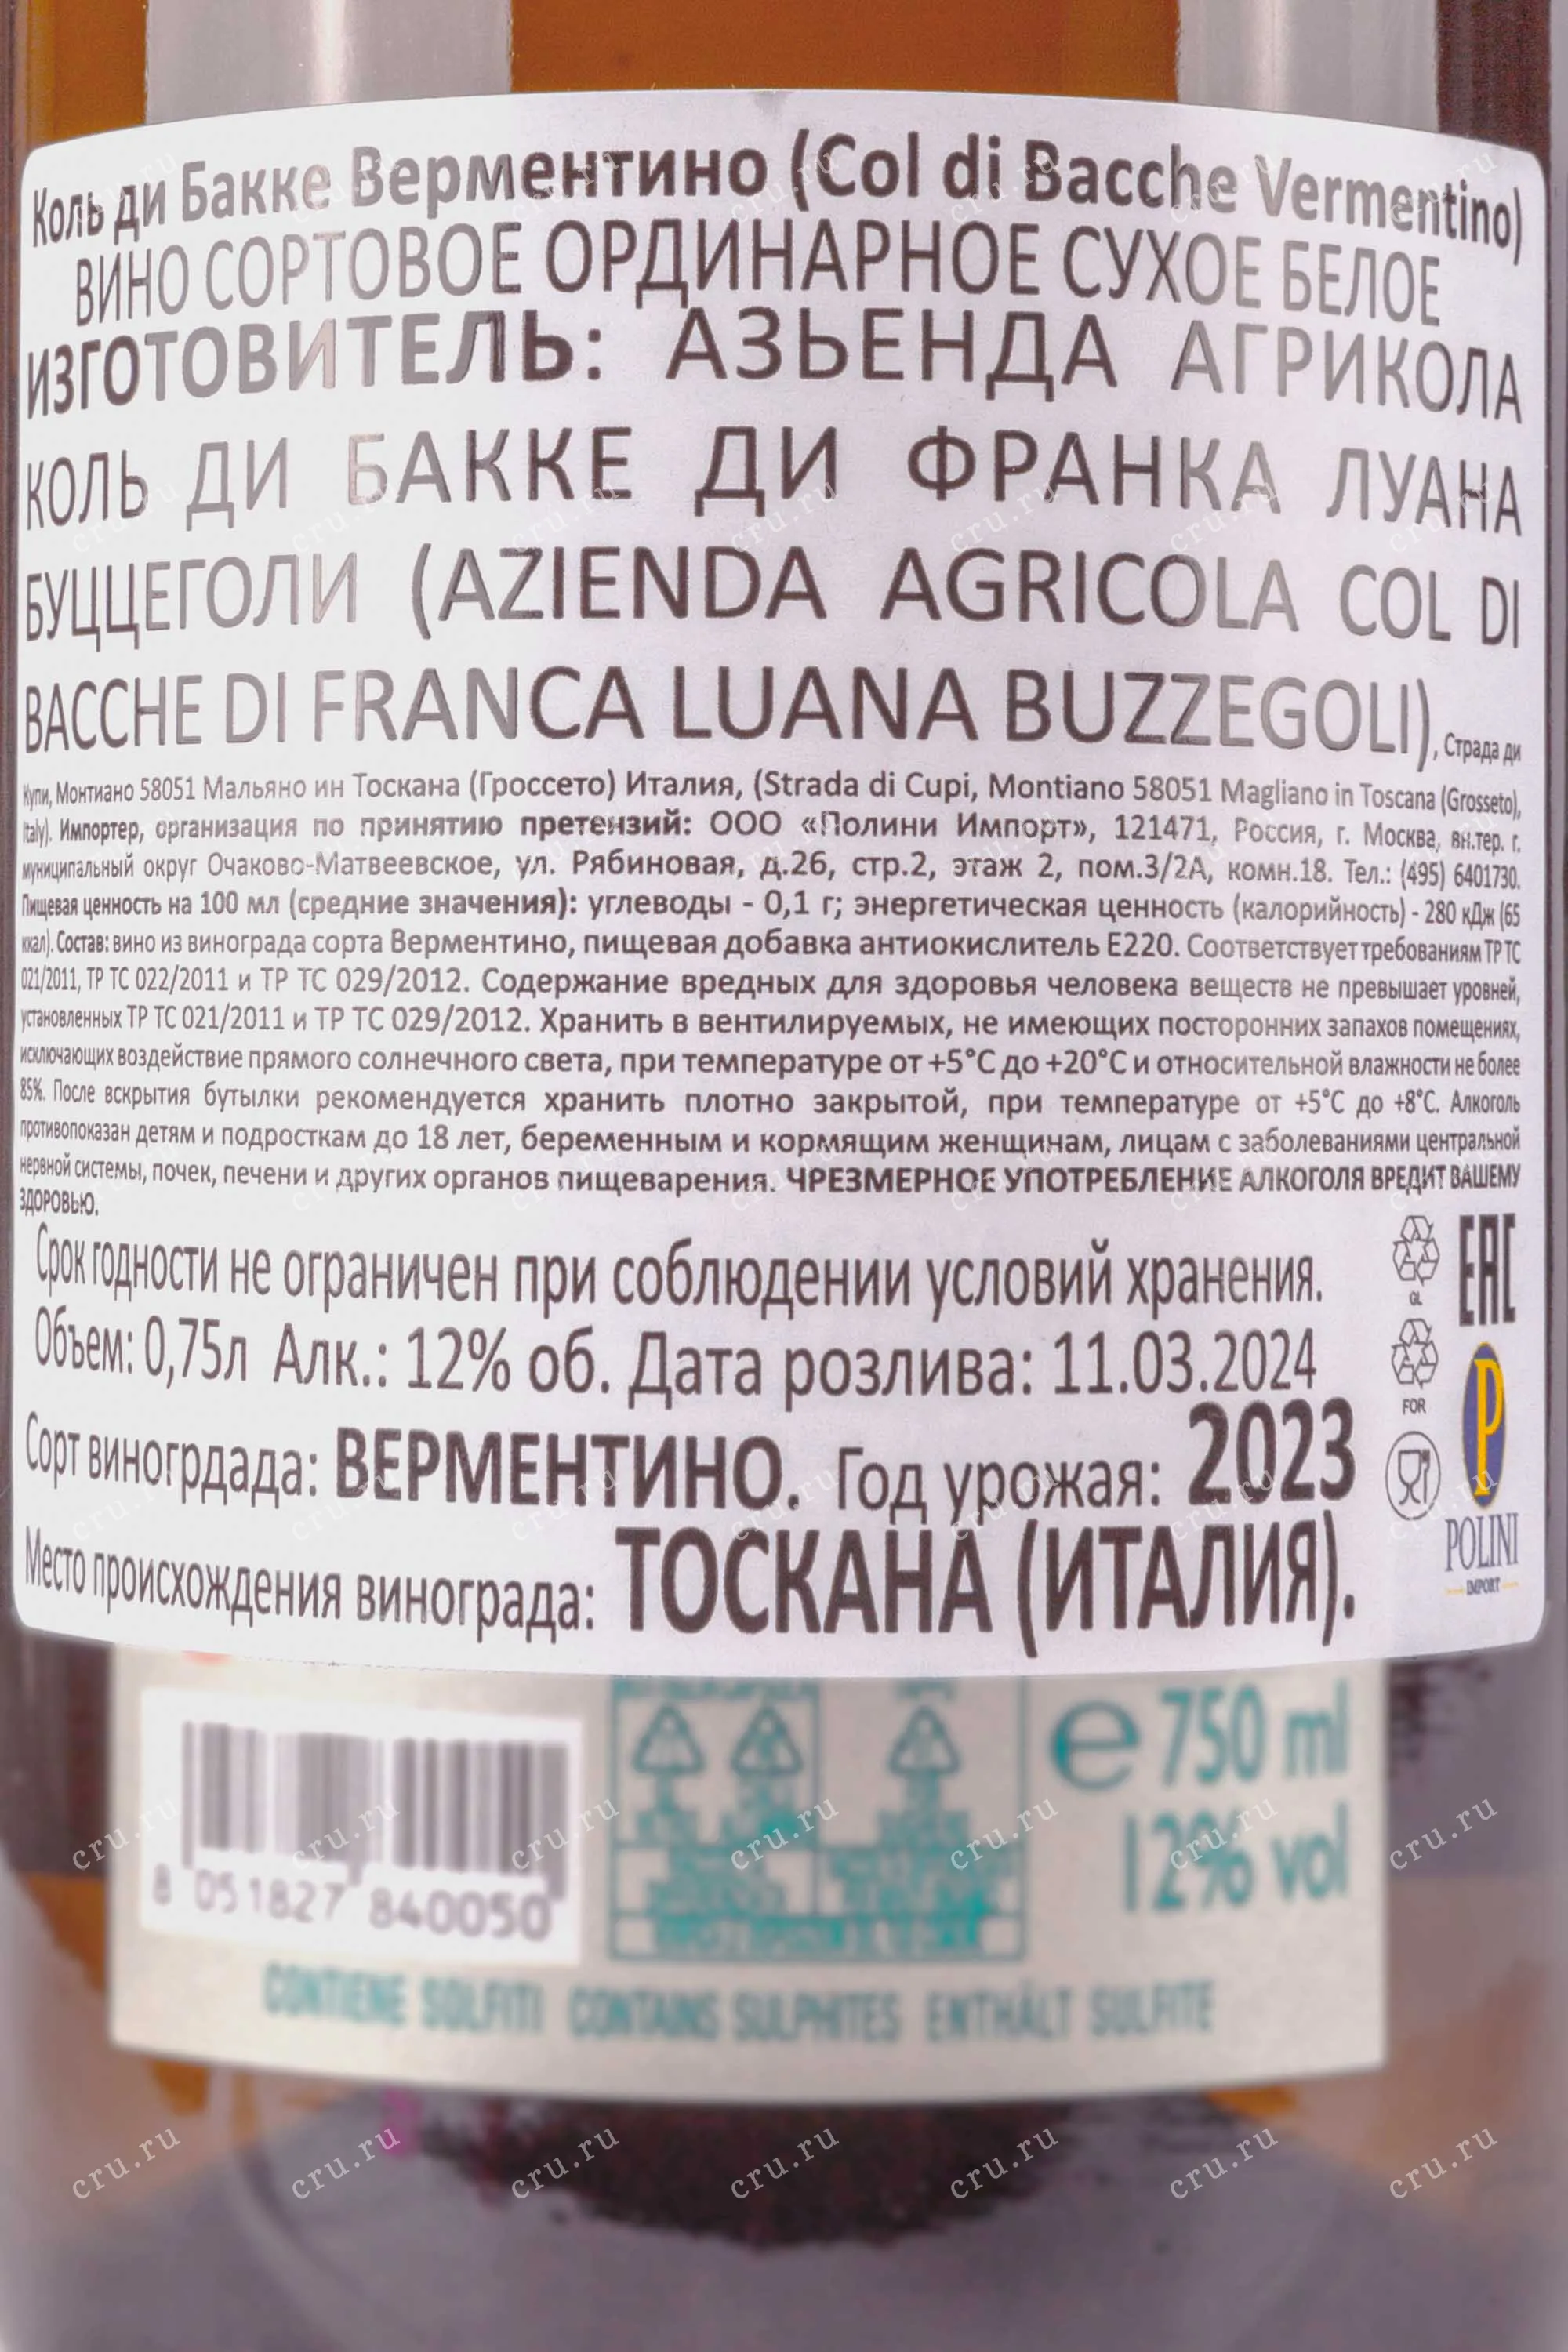 Коль ди Бакке Верментино (Col di Bacche Vermentino)
ВИНО СОРТОВОЕ ОРДИНАРНОЕ СУХОЕ БЕЛОЕ
ИЗГОТОВИТЕЛЬ: АЗЬЕНДА АГРИКОЛА
КОЛЬ ДИ БАККЕ ДИ ФРАНКА ЛУАНА
БУЦЦЕГОЛИ (AZIENDA AGRICOLA COL DI
BACCHE DI FRANCA LUANA BUZZEGOLI), Страда ди
Купи, Монтиано 58051 Мальяно ин Тоскана (Гроссето) Италия, (Strada di Cupi, Montiano 58051 Magliano in Toscana (Grosseto),
Italy). Импортер, организация по принятию претензий: ООО «Полини Импорт», 121471, Россия, г. Москва, вн.тер. г.
муниципальный округ Очаково-Матвеевское, ул. Рябиновая, д.26, стр.2, этаж 2, пом.3/2А, комн.18. Тел.: (495) 6401730.
Пищевая ценность на 100 мл (средние значения): углеводы - 0,1 г; энергетическая ценность (калорийность) - 280 кДж (65
ккал). Состав: вино из винограда сорта Верментино, пищевая добавка антиокислитель Е220. Соответствует требованиям ТР ТС
021/2011, ТР ТС 022/2011 и ТР ТС 029/2012. Содержание вредных для здоровья человека веществ не превышает уровней,
установленных ТР ТС 021/2011 и ТР ТС 029/2012. Хранить в вентилируемых, не имеющих посторонних запахов помещениях,
исключающих воздействие прямого солнечного света, при температуре от +5°С до +20°С и относительной влажности не более
85%. После вскрытия бутылки рекомендуется хранить плотно закрытой, при температуре от +5°С до +8°С. Алкоголь
противопоказан детям и подросткам до 18 лет, беременным и кормящим женщинам, лицам с заболеваниями центральной
нервной системы, почек, печени и других органов пищеварения. ЧРЕЗМЕРНОЕ УПОТРЕБЛЕНИЕ АЛКОГОЛЯ ВРЕДИТ ВАШЕМУ
ЗДОРОВЬЮ.
Срок годности не ограничен при соблюдении условий хранения.
Объем: 0,75л Алк.: 12% об. Дата розлива: 11.03.2024
Сорт виногрдада: ВЕРМЕНТИНО. Год урожая: 2023
Место происхождения винограда: ТОСКАНА (ИТАЛИЯ).
GL
EAC
FOR
P
POLINI
IMPORT
8 051827 840050
e 750 ml
12% vol
CONTIENE SOLFITI CONTAINS SULPHITES ENTHÄLT SULFITE
cru.ru